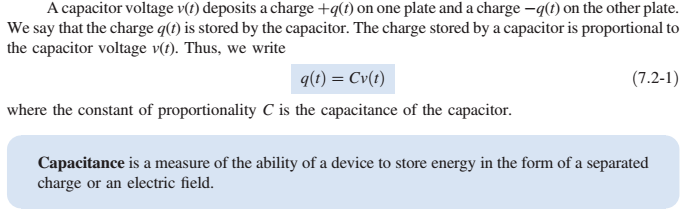 A capacitor voltage v(t) deposits a charge +q(t) on one plate and a charge −q(t) on the other plate.
We say that the charge q(t) is stored by the capacitor. The charge stored by a capacitor is proportional to
the capacitor voltage v(t). Thus, we write
q(t) = Cv(t) (7.2-1)
where the constant of proportionality C is the capacitance of the capacitor.
Capacitance is a measure of the ability of a device to store energy in the form of a separated
charge or an electric field.